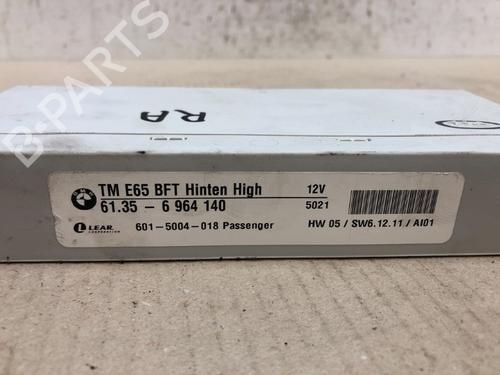 B-PARTS
RA
TM E65 BFT Hinten High 12V
61.35 - 6 964 140 5021
LEAR.
CORPORATION
601-5004-018 Passenger HW 05 / SW6.12.11 / AI01